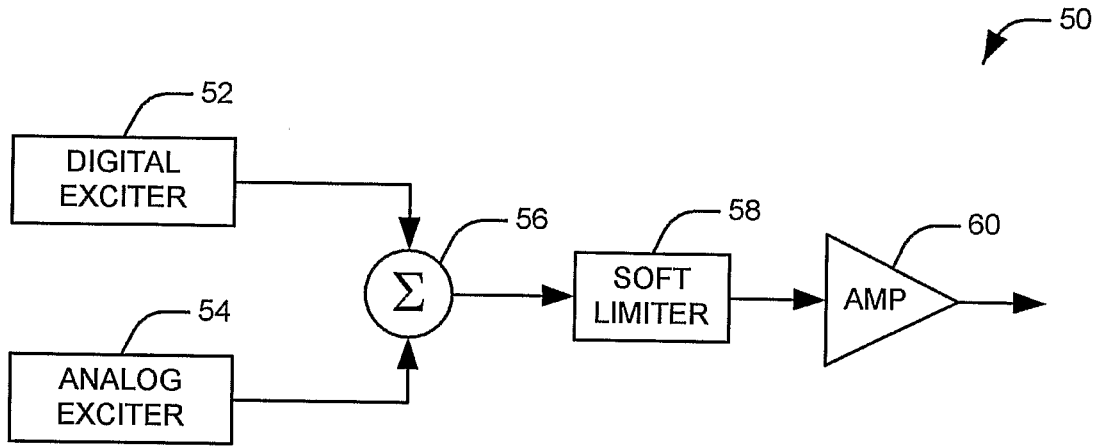 50
52
DIGITAL
EXCITER
56
Σ
58
SOFT
LIMITER
60
AMP
54
ANALOG
EXCITER